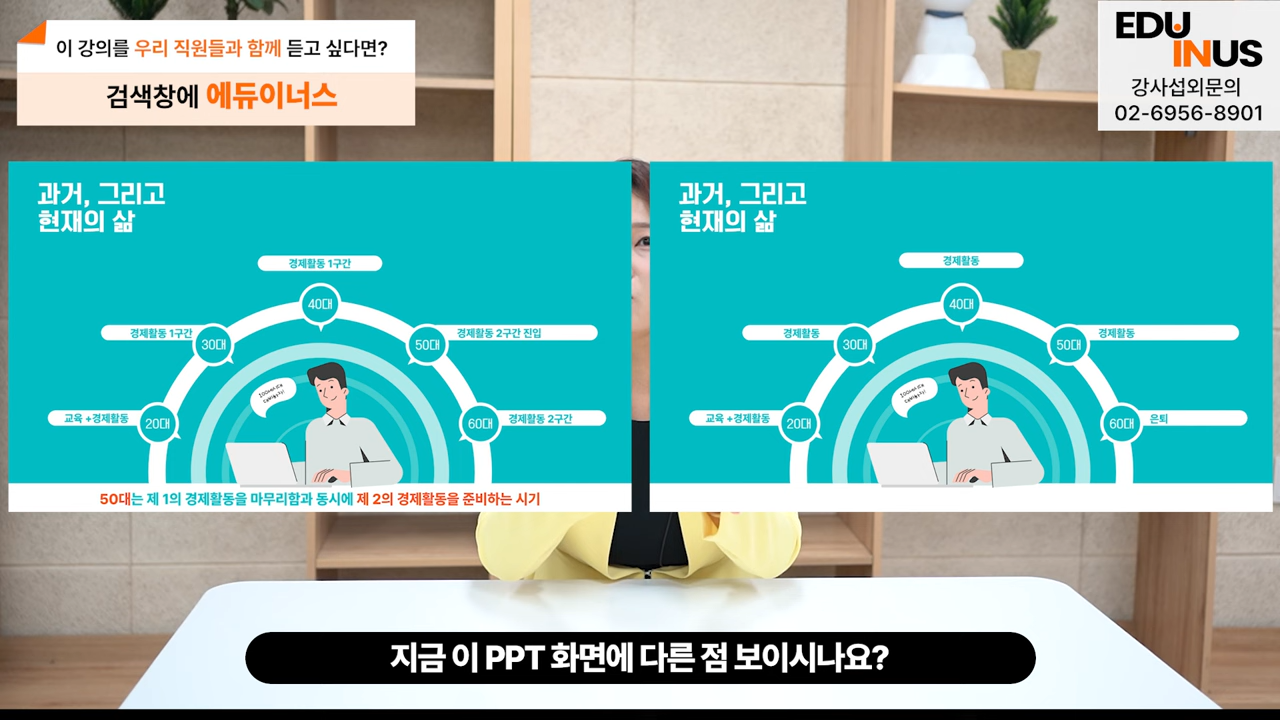 이 강의를 우리 직원들과 함께 듣고 싶다면?
검색창에 에듀이너스
EDU
INUS
강사섭외문의
02-6956-8901
과거, 그리고
현재의 삶
경제활동 1구간
40대
경제활동 1구간
30대
50대
경제활동 2구간 진입
교육 +경제활동
20대
60대
경제활동 2구간
50대는 제 1의 경제활동을 마무리함과 동시에 제 2의 경제활동을 준비하는 시기
과거, 그리고
현재의 삶
경제활동
40대
경제활동
30대
50대
경제활동
교육 +경제활동
20대
60대
은퇴
지금 이 PPT 화면에 다른 점 보이시나요?